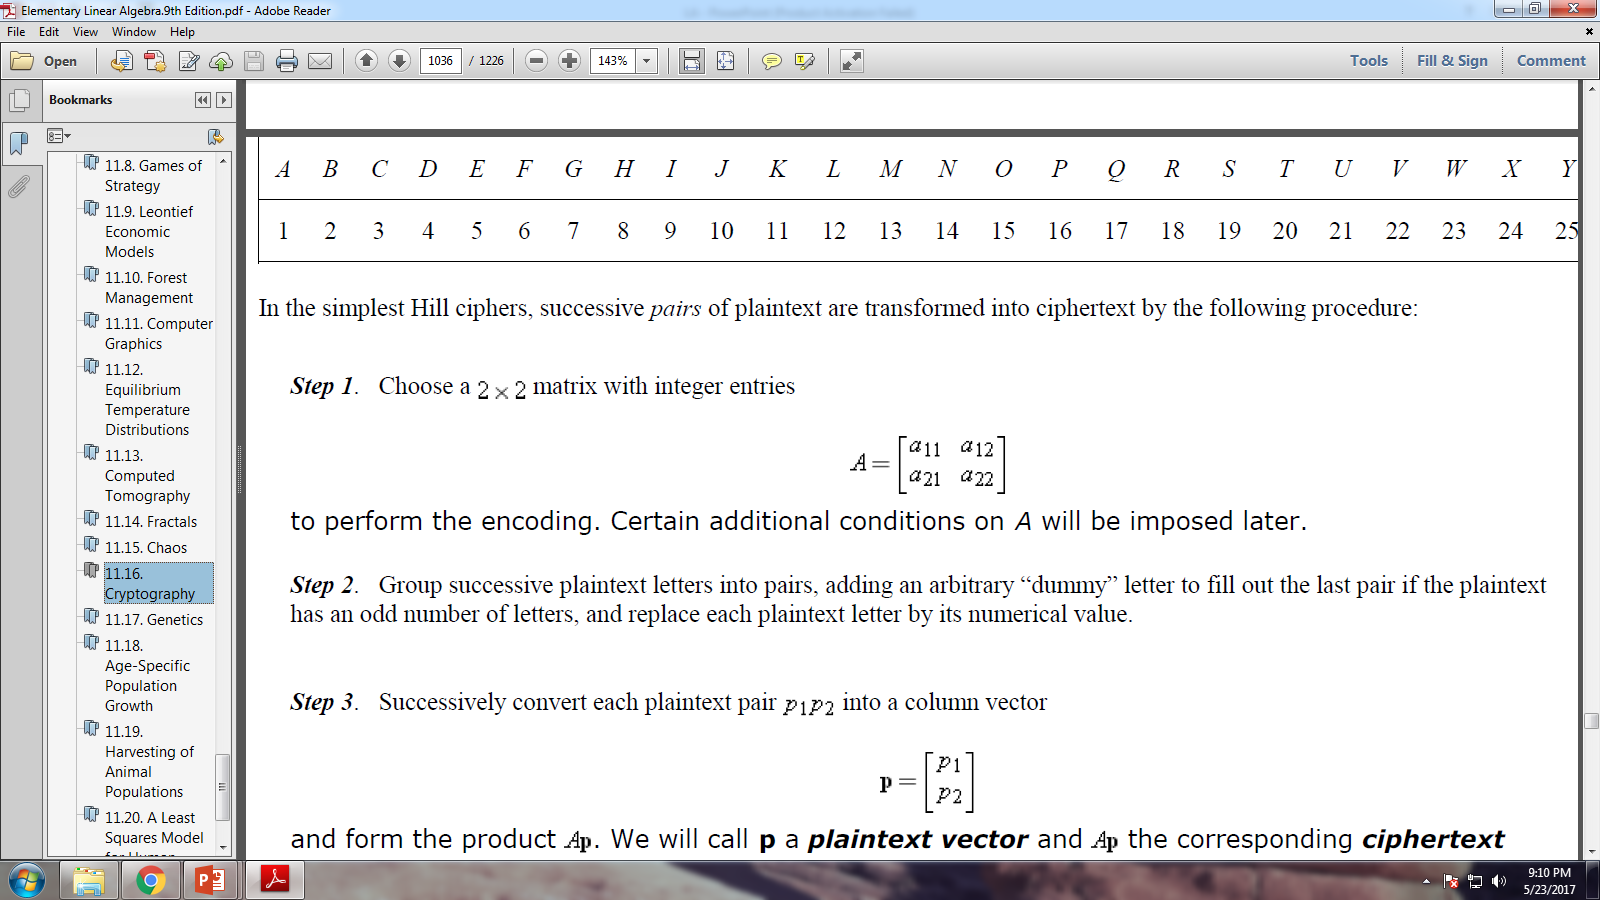 Elementary Linear Algebra.9th Edition.pdf - Adobe Reader
File Edit View Window Help
Open 1036 / 1226 143% Tools Fill & Sign Comment
Bookmarks
11.8. Games of
Strategy
11.9. Leontief
Economic
Models
11.10. Forest
Management
11.11. Computer
Graphics
11.12.
Equilibrium
Temperature
Distributions
11.13.
Computed
Tomography
11.14. Fractals
11.15. Chaos
11.16.
Cryptography
11.17. Genetics
11.18.
Age-Specific
Population
Growth
11.19.
Harvesting of
Animal
Populations
11.20. A Least
Squares Model
for Human
A B C D E F G H I J K L M N O P Q R S T U V W X Y
1 2 3 4 5 6 7 8 9 10 11 12 13 14 15 16 17 18 19 20 21 22 23 24 25
In the simplest Hill ciphers, successive pairs of plaintext are transformed into ciphertext by the following procedure:
Step 1. Choose a 2 × 2 matrix with integer entries
A = [a11 a12
a21 a22]
to perform the encoding. Certain additional conditions on A will be imposed later.
Step 2. Group successive plaintext letters into pairs, adding an arbitrary “dummy” letter to fill out the last pair if the plaintext
has an odd number of letters, and replace each plaintext letter by its numerical value.
Step 3. Successively convert each plaintext pair p1p2 into a column vector
p = [p1
p2]
and form the product Ap. We will call p a plaintext vector and Ap the corresponding ciphertext
9:10 PM
5/23/2017